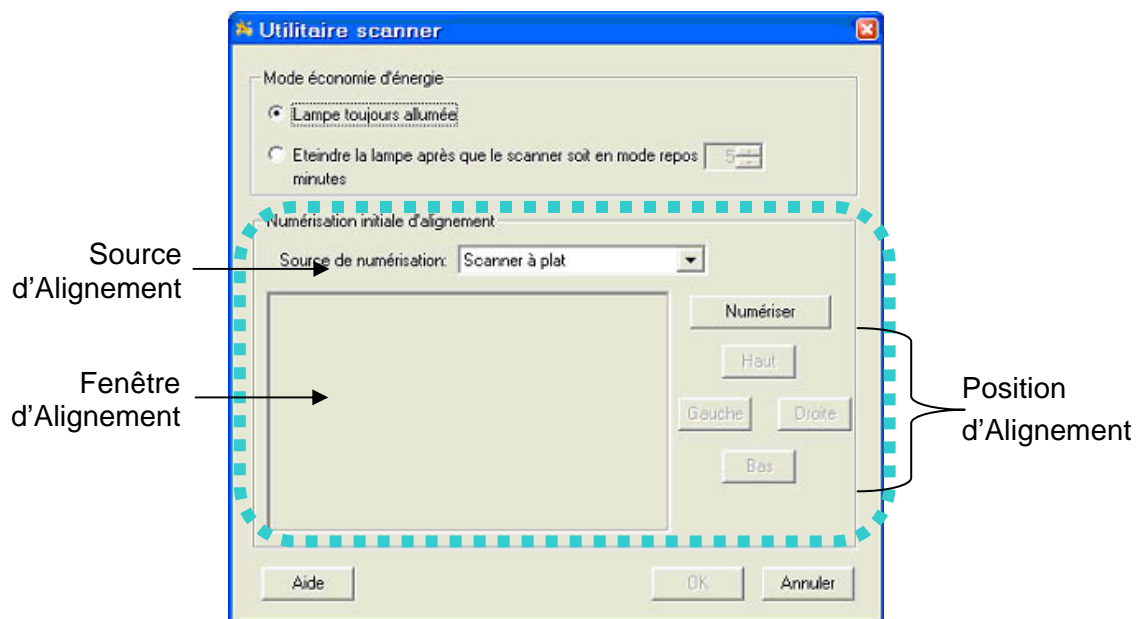 Utilitaire scanner
Mode économie d'énergie
Lampe toujours allumée
Eteindre la lampe après que le scanner soit en mode repos 5
minutes
Numérisation initiale d'alignement
Source
d’Alignement
Source de numérisation: Scanner à plat
Numériser
Haut
Fenêtre
d’Alignement
Gauche Droite
Position
d’Alignement
Bas
Aide OK Annuler